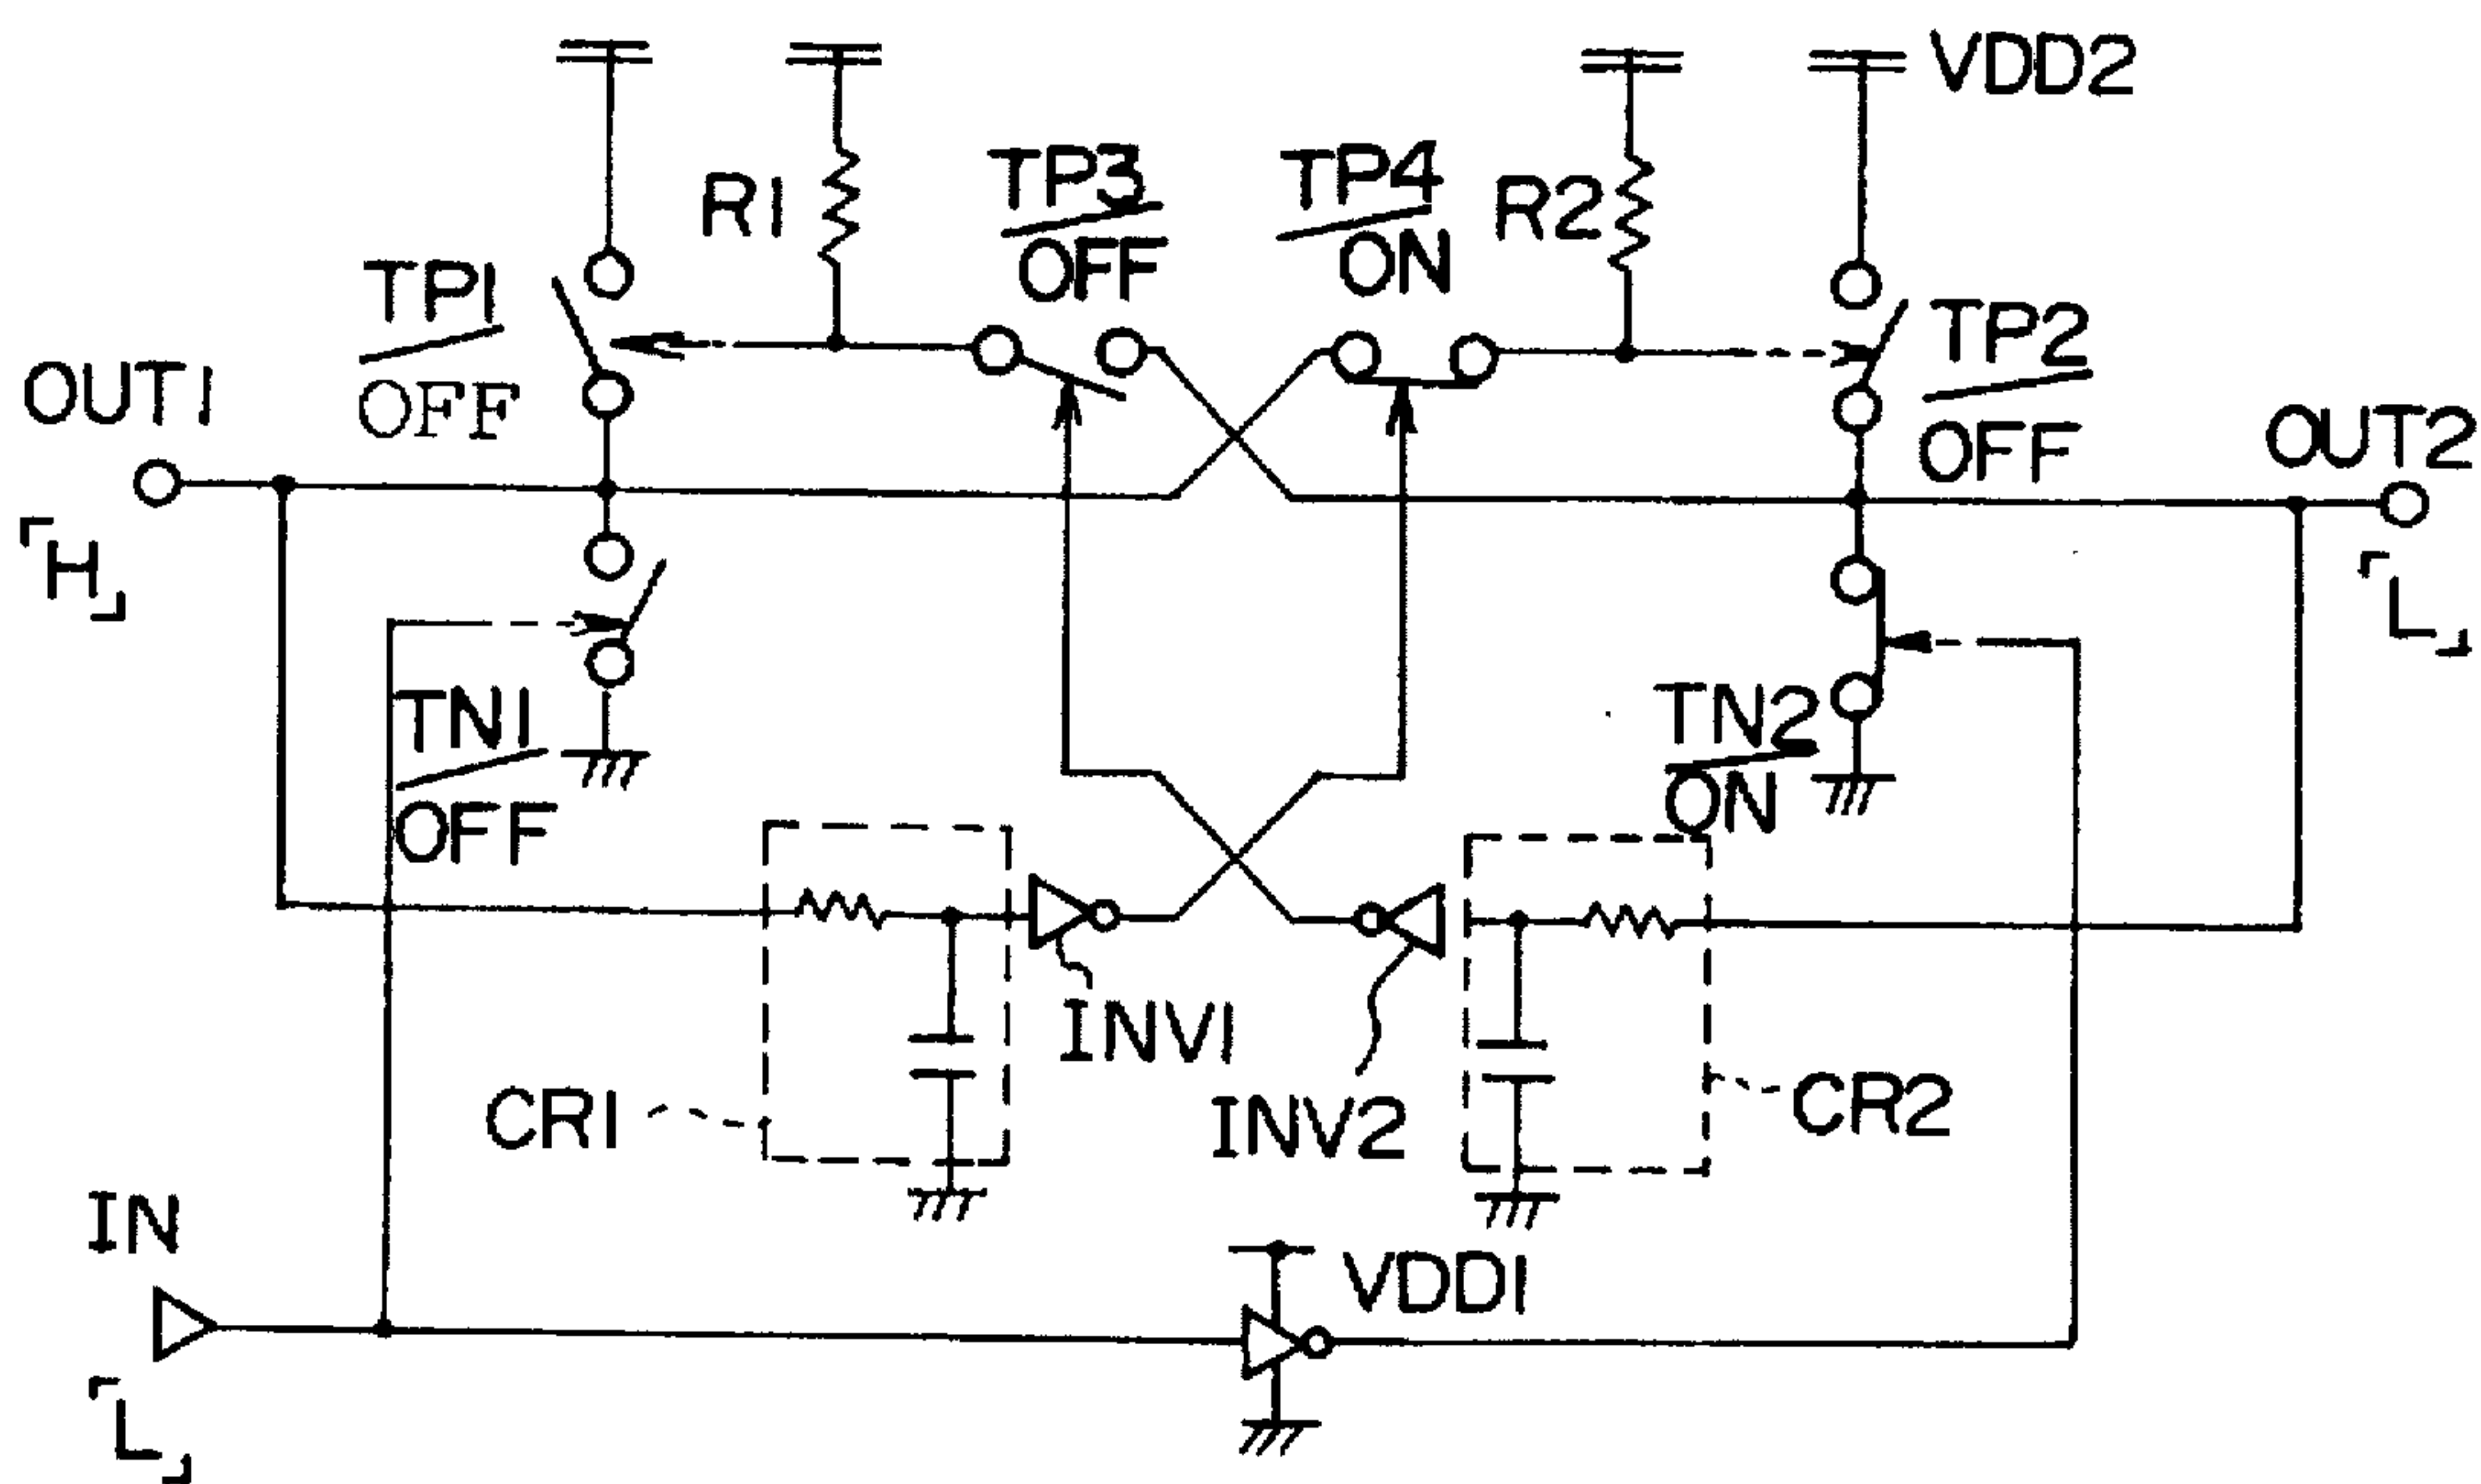 VDD2
R1
TP3
OFF
TP4
ON
R2
TP1
OFF
TP2
OFF
OUT1
OUT2
「H」
「L」
TN1
OFF
TN2
ON
INV1
INV2
CR1
CR2
IN
VDD1
「L」